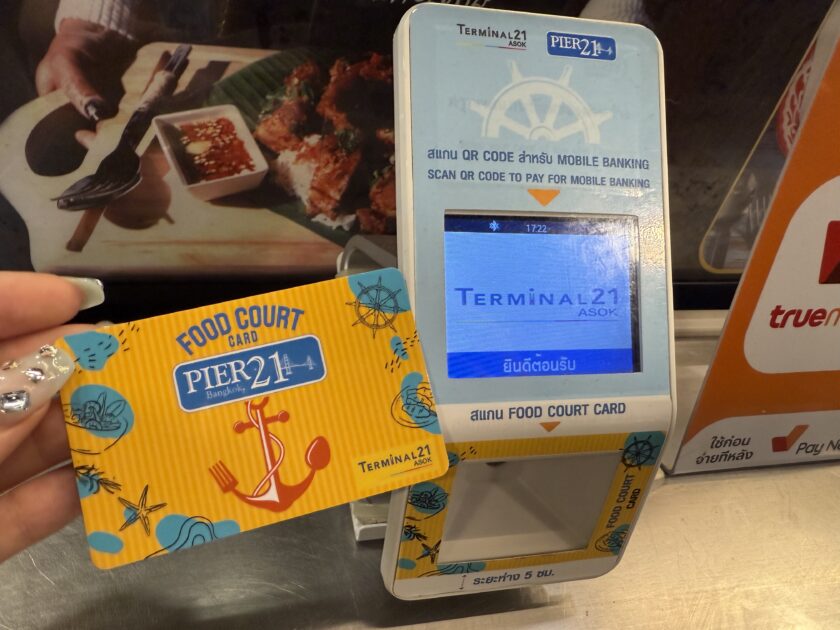 FOOD COURT
CARD
PIER21
Bangkok
TERMINAL21
ASOK
TERMINAL21
ASOK
PIER21
สแกน QR CODE สำหรับ MOBILE BANKING
SCAN QR CODE TO PAY FOR MOBILE BANKING
17:22
TERMINAL21
ASOK
ยินดีต้อนรับ
สแกน FOOD COURT CARD
FOOD COURT
CARD
ระยะห่าง 5 ซม.
ใช้ก่อน
จ่ายทีหลัง